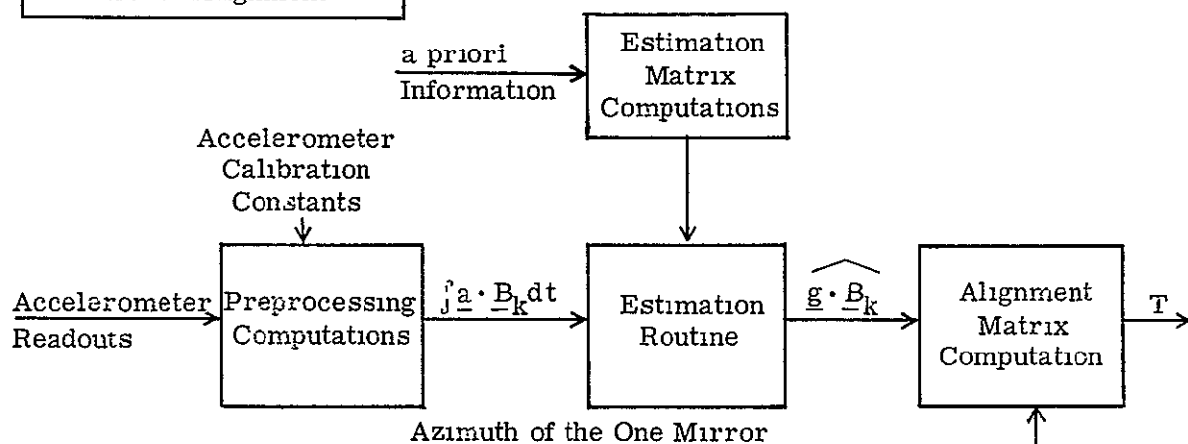 Estimation
Matrix
Computations
a priori
Information
Accelerometer
Calibration
Constants
Accelerometer
Readouts
Preprocessing
Computations
∫a · B_k dt
Estimation
Routine
g · B_k
Alignment
Matrix
Computation
T
Azimuth of the One Mirror